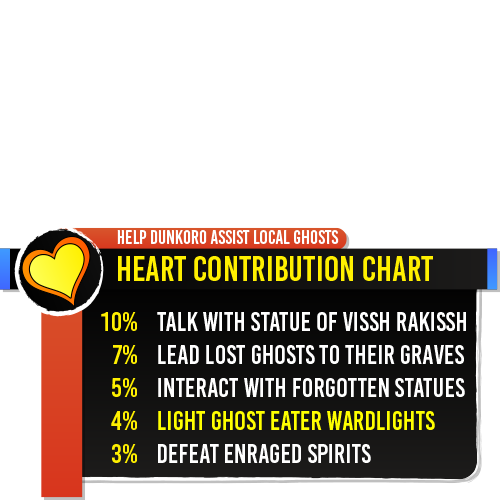 HELP DUNKORO ASSIST LOCAL GHOSTS
HEART CONTRIBUTION CHART
10% TALK WITH STATUE OF VISSH RAKISSH
7% LEAD LOST GHOSTS TO THEIR GRAVES
5% INTERACT WITH FORGOTTEN STATUES
4% LIGHT GHOST EATER WARDLIGHTS
3% DEFEAT ENRAGED SPIRITS